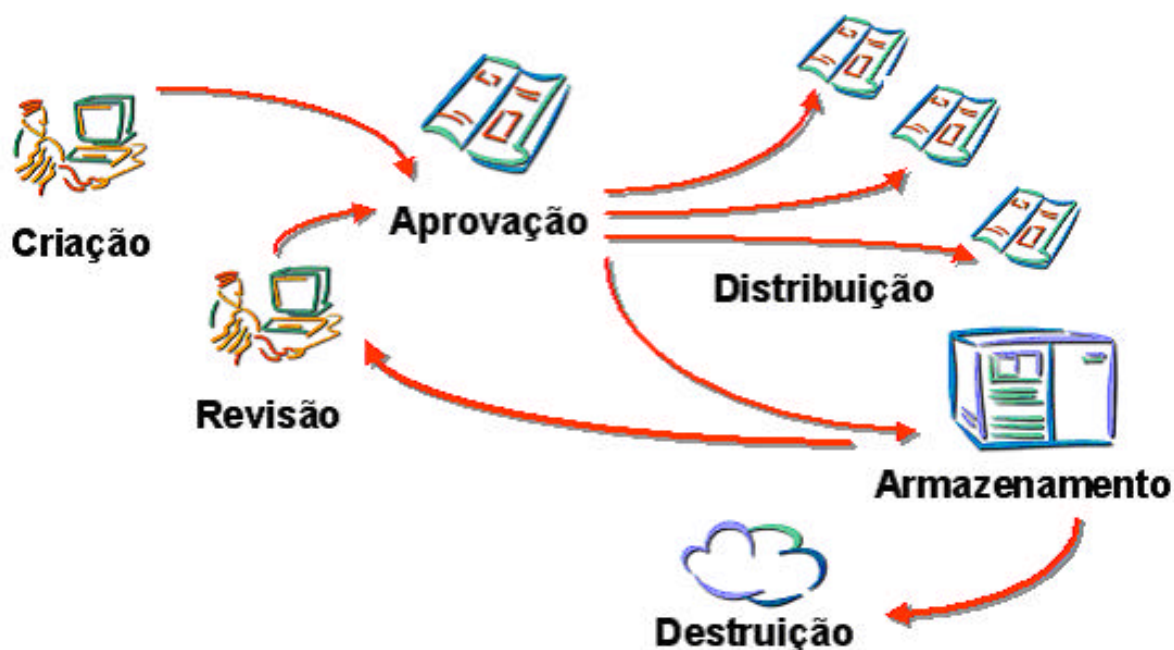 Criação
Aprovação
Distribuição
Revisão
Armazenamento
Destruição